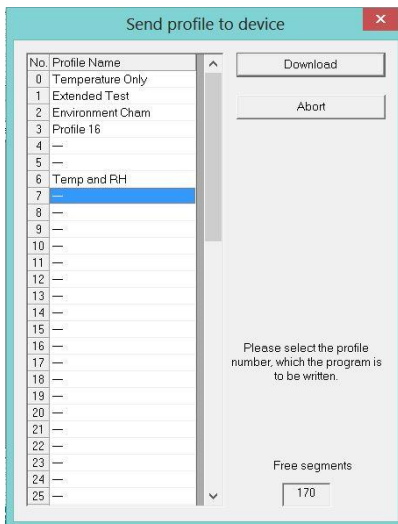 Send profile to device
×
No. Profile Name
0 Temperature Only
1 Extended Test
2 Environment Cham
3 Profile 16
4 —
5 —
6 Temp and RH
7 —
8 —
9 —
10 —
11 —
12 —
13 —
14 —
15 —
16 —
17 —
18 —
19 —
20 —
21 —
22 —
23 —
24 —
25 —
Download
Abort
Please select the profile
number, which the program is
to be written.
Free segments
170